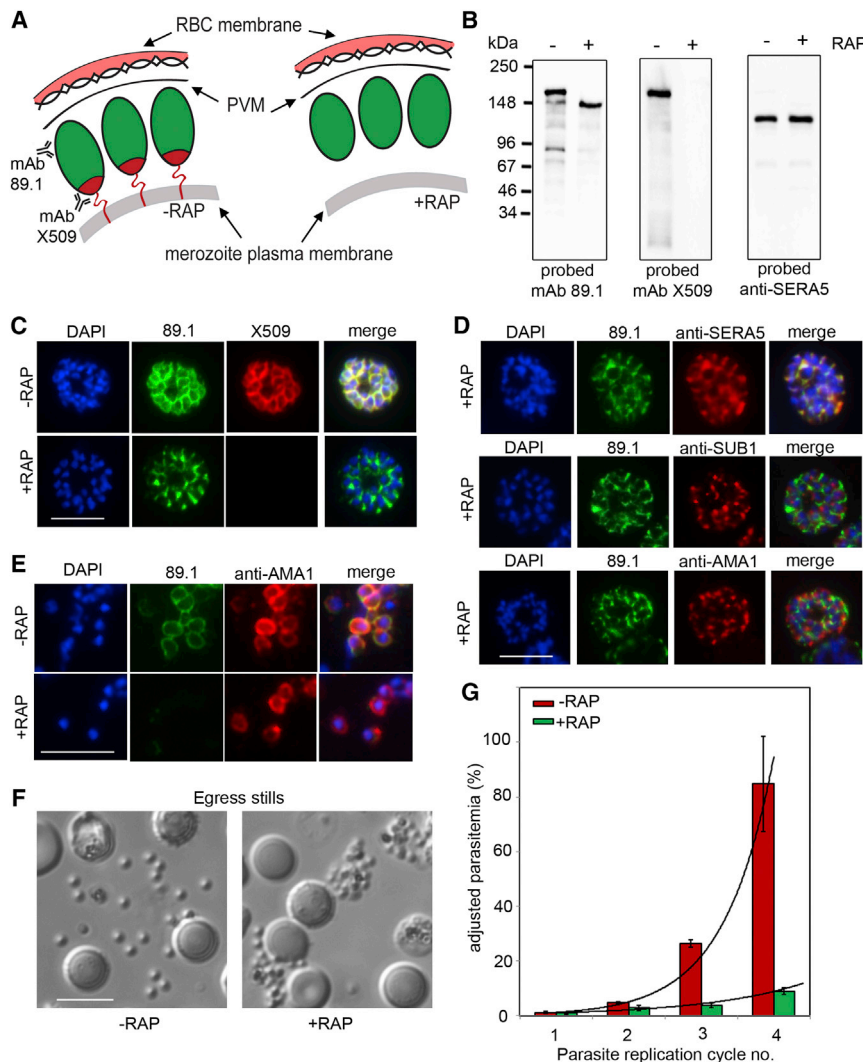 A
RBC membrane
PVM
mAb
89.1
mAb
X509
-RAP
+RAP
merozoite plasma membrane
B
kDa
- + - + - + RAP
250
148
96
67
46
34
probed
mAb 89.1
probed
mAb X509
probed
anti-SERA5
C
DAPI 89.1 X509 merge
-RAP
+RAP
D
DAPI 89.1 anti-SERA5 merge
+RAP
DAPI 89.1 anti-SUB1 merge
+RAP
DAPI 89.1 anti-AMA1 merge
+RAP
E
DAPI 89.1 anti-AMA1 merge
-RAP
+RAP
F
Egress stills
-RAP +RAP
G
-RAP
+RAP
adjusted parasitemia (%)
100
80
60
40
20
0
1 2 3 4
Parasite replication cycle no.